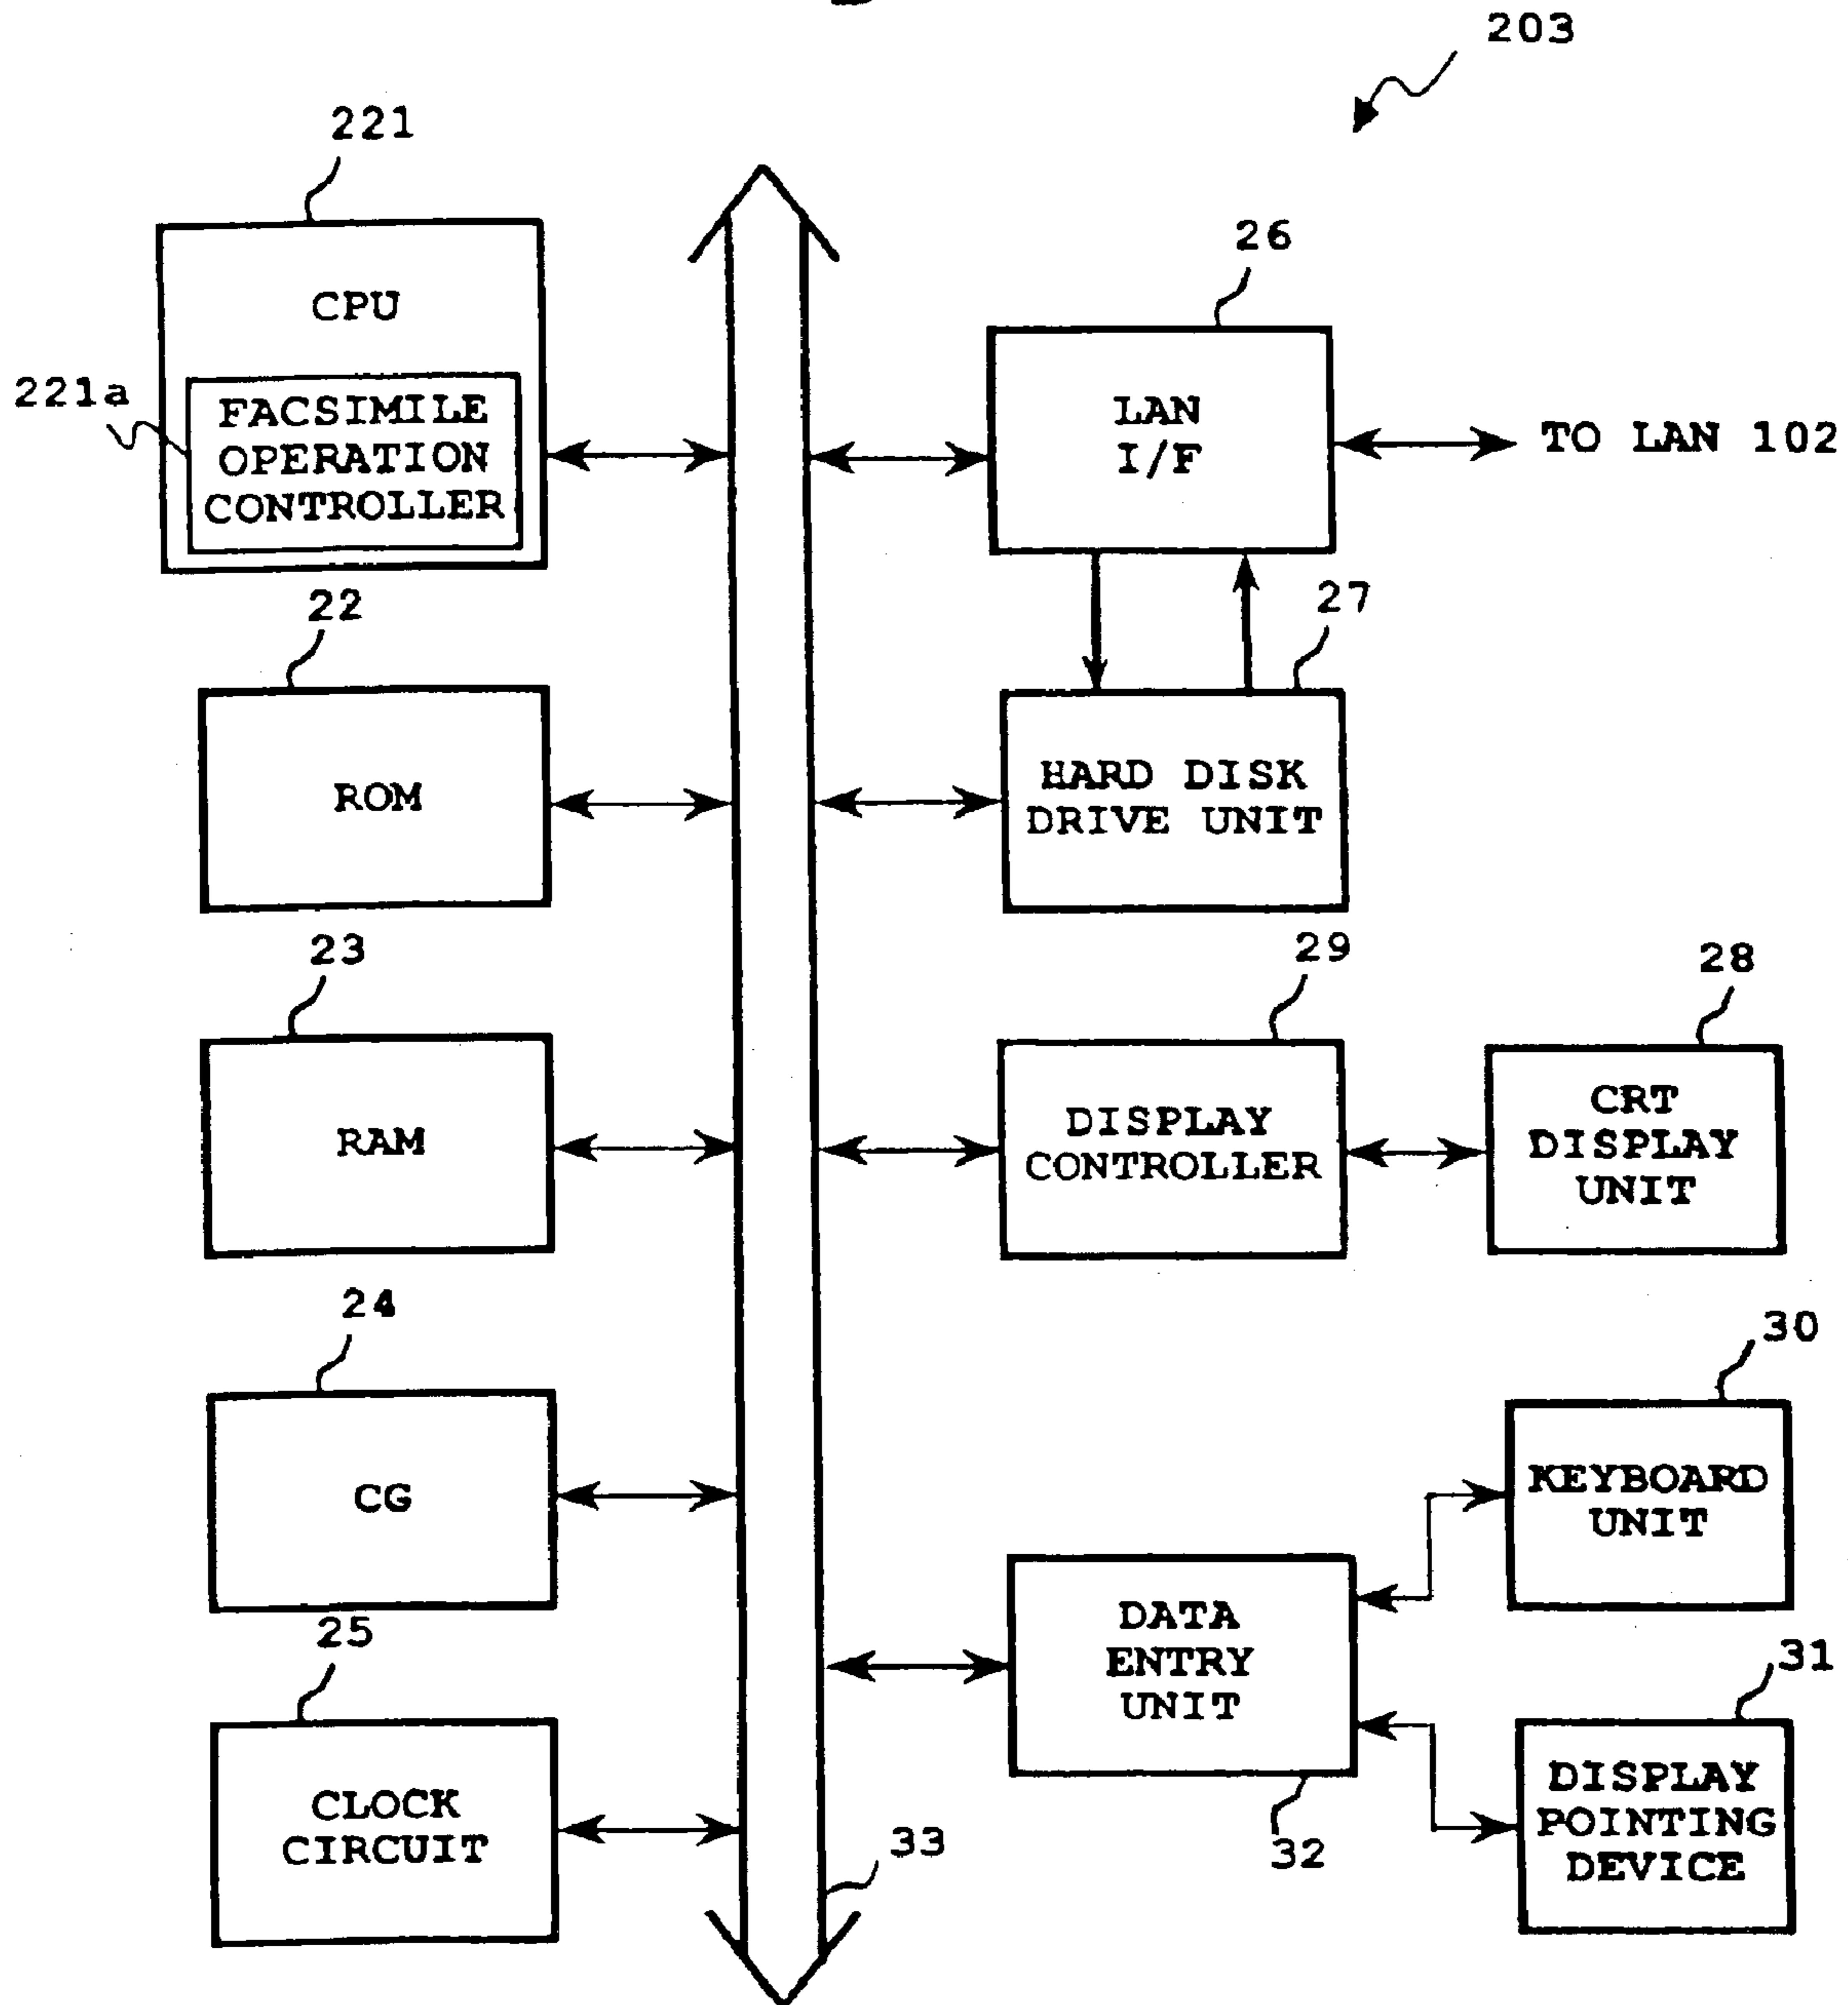 203
221
CPU
221a
FACSIMILE
OPERATION
CONTROLLER
26
LAN
I/F
TO LAN 102
22
ROM
27
HARD DISK
DRIVE UNIT
23
RAM
29
DISPLAY
CONTROLLER
28
CRT
DISPLAY
UNIT
24
CG
30
KEYBOARD
UNIT
25
CLOCK
CIRCUIT
DATA
ENTRY
UNIT
32
31
DISPLAY
POINTING
DEVICE
33